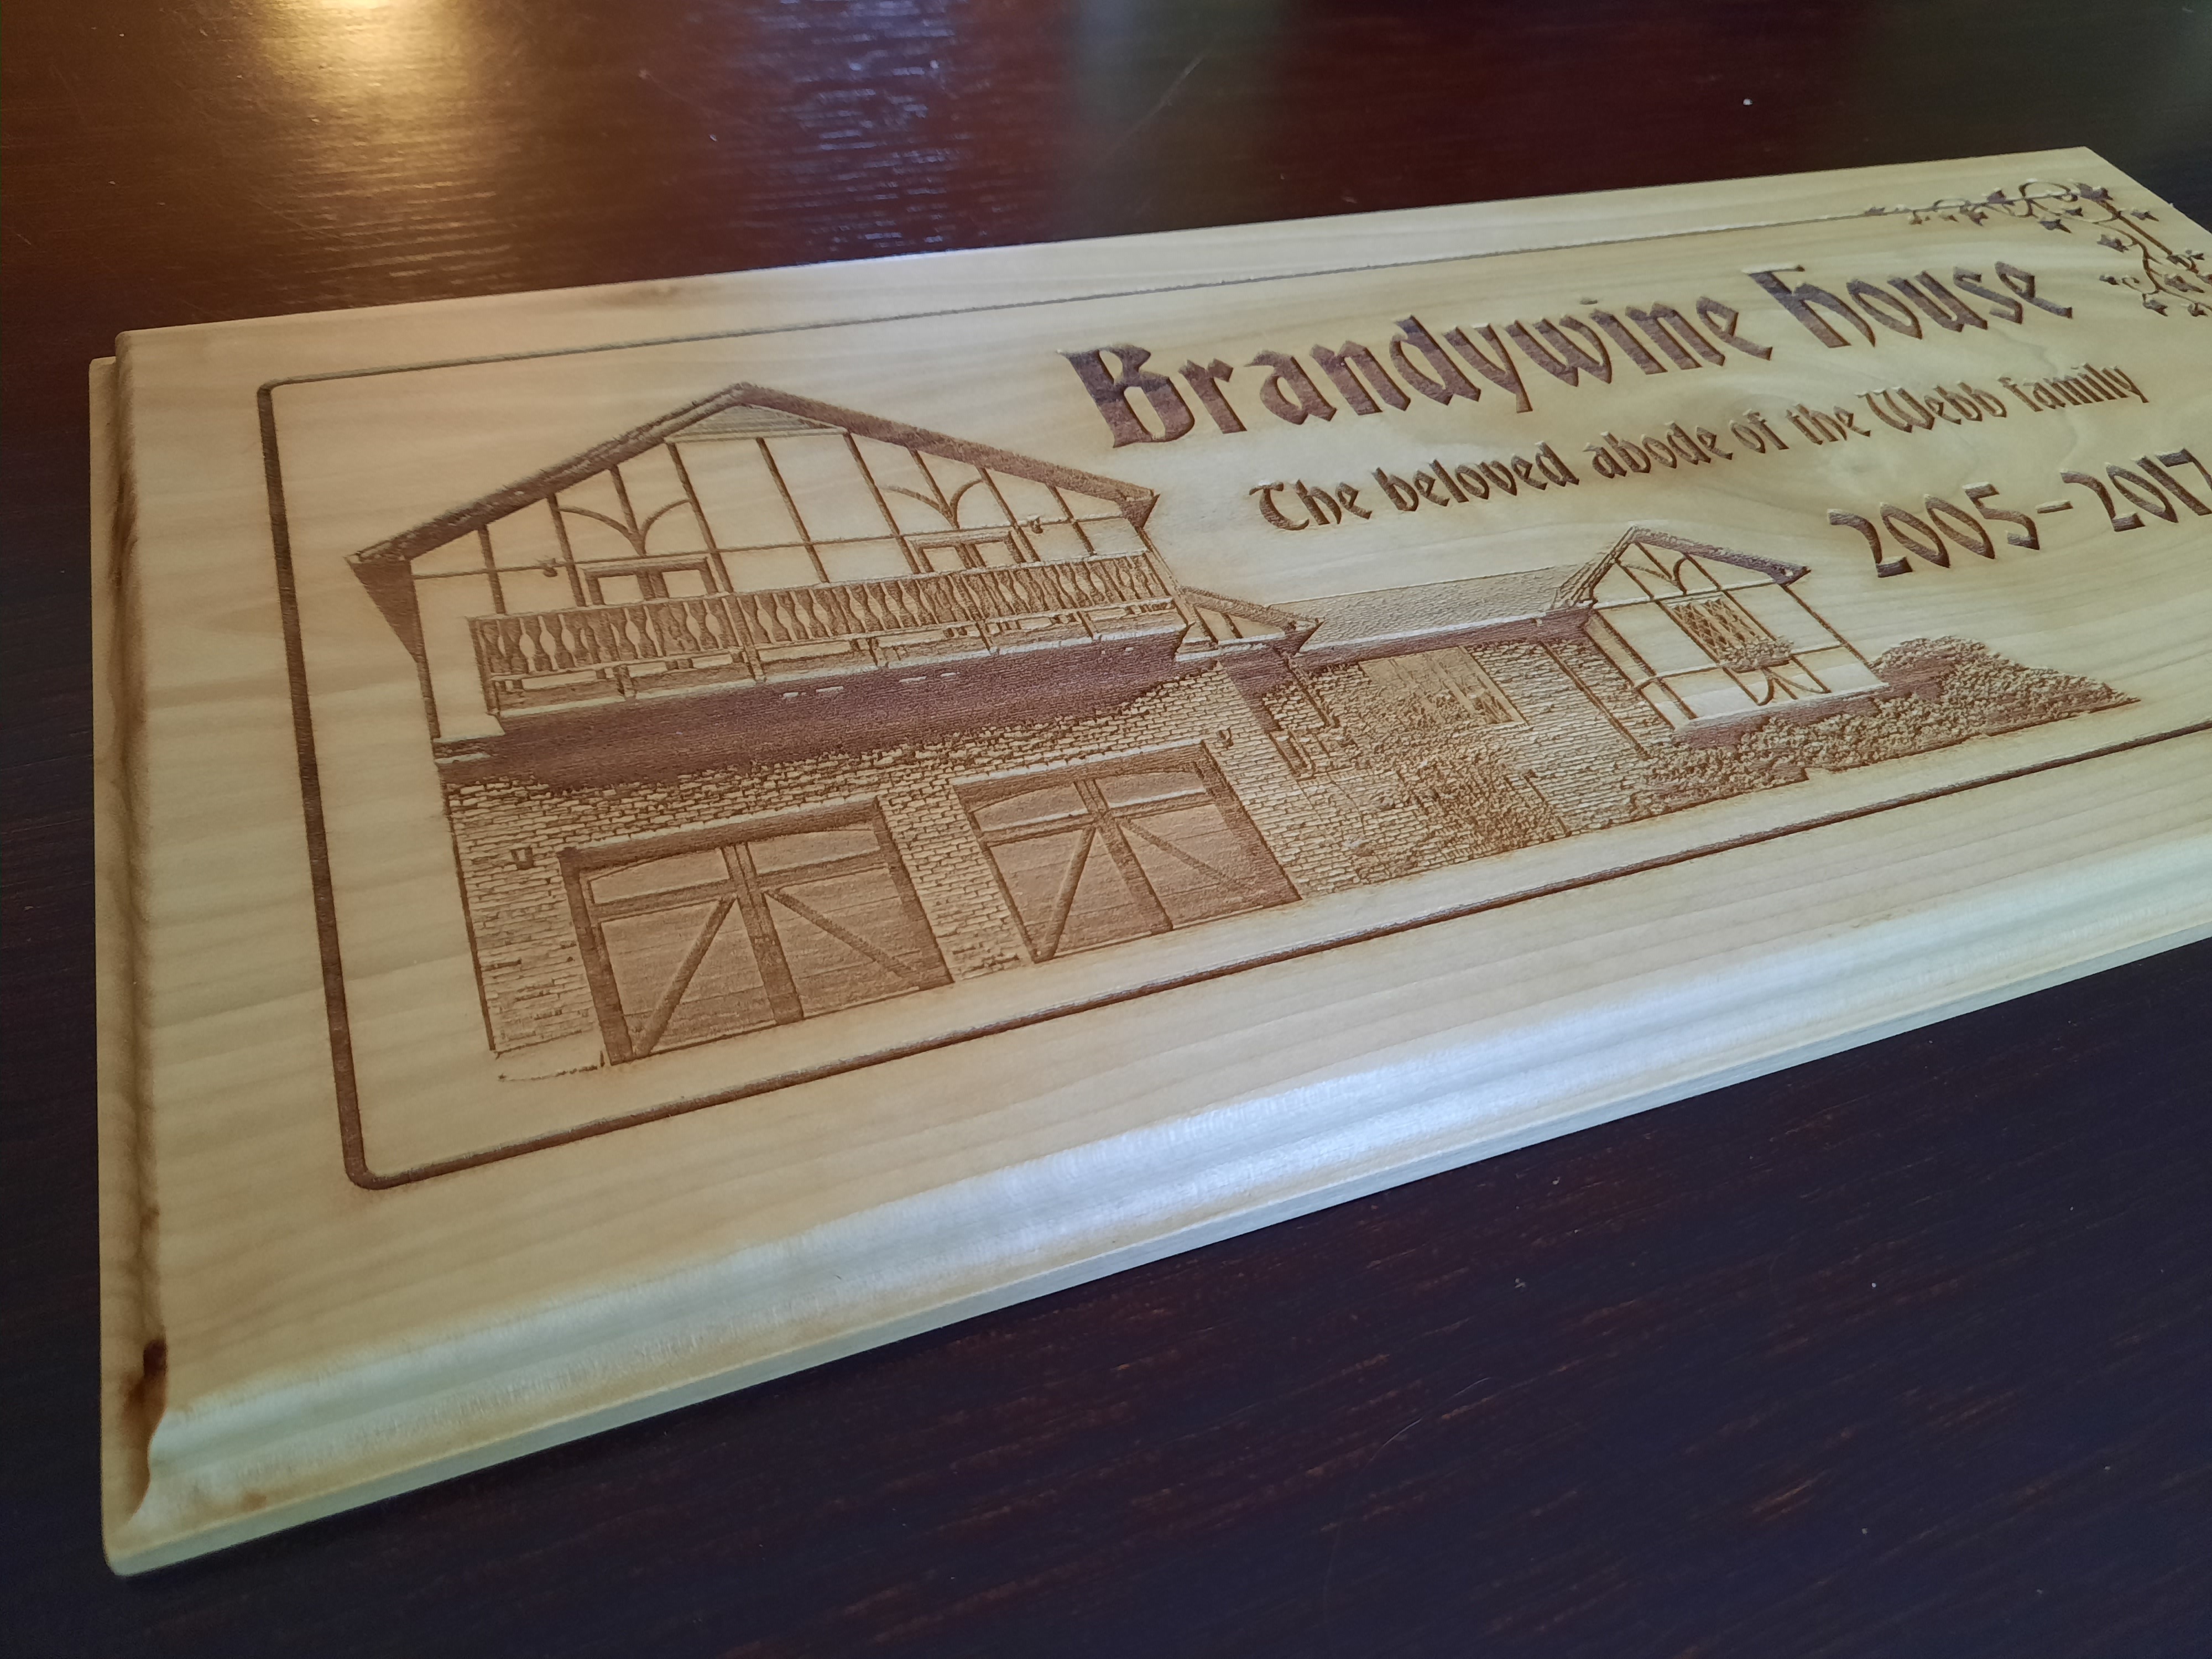 Brandywine House
The beloved abode of the Webb family
2005-2017